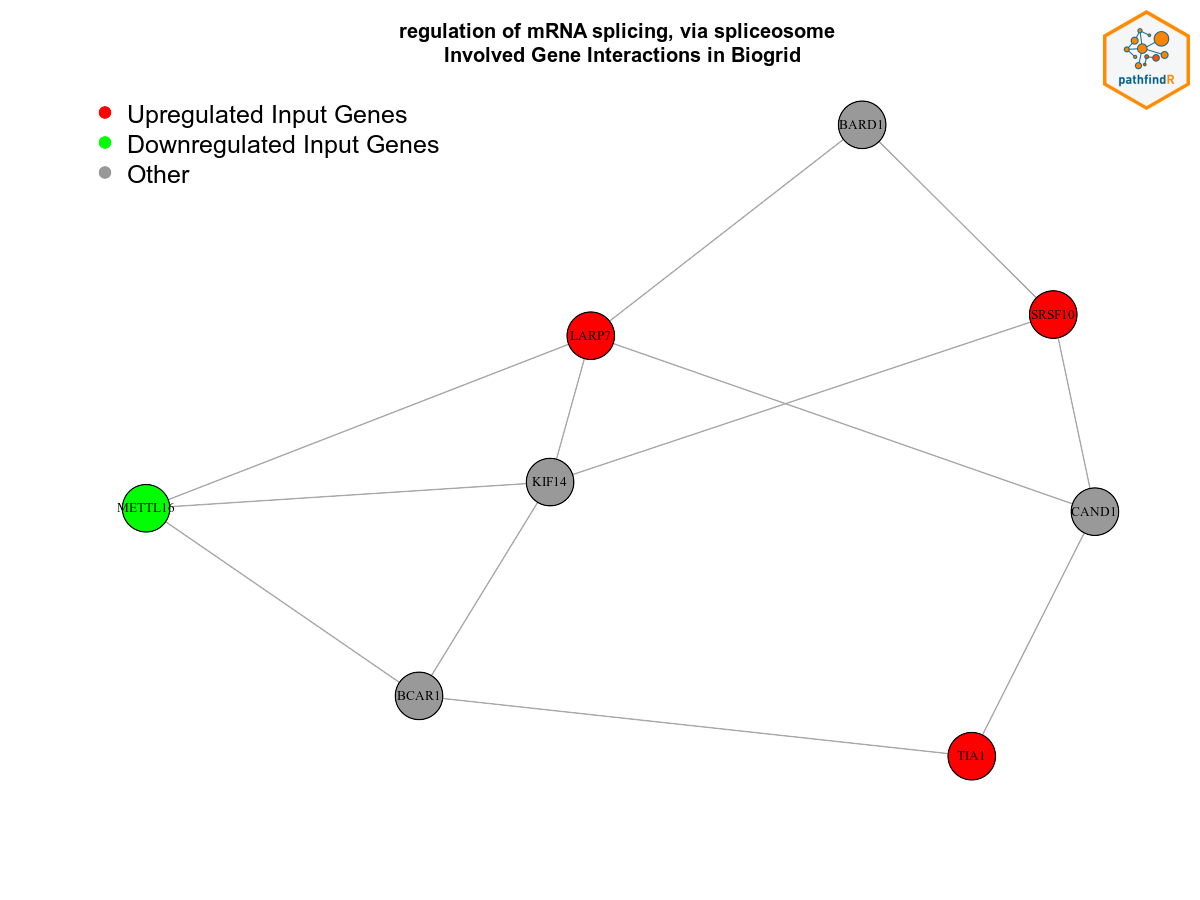 regulation of mRNA splicing, via spliceosome
Involved Gene Interactions in Biogrid
pathfindR
Upregulated Input Genes
Downregulated Input Genes
Other
BARD1
SRSF10
LARP7
KIF14
METTL16
CAND1
BCAR1
TIA1